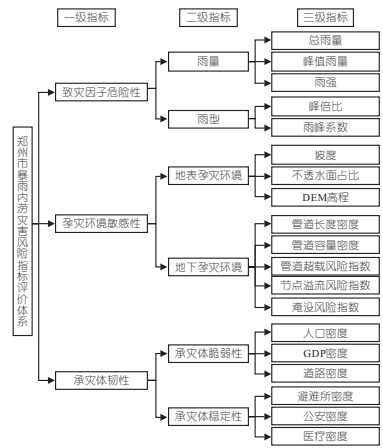 一级指标
二级指标
三级指标
郑州市暴雨内涝灾害风险指标评价体系
致灾因子危险性
雨量
总雨量
峰值雨量
雨强
雨型
峰倍比
雨峰系数
孕灾环境敏感性
地表孕灾环境
坡度
不透水面占比
DEM高程
地下孕灾环境
管道长度密度
管道容量密度
管道超载风险指数
节点溢流风险指数
淹没风险指数
承灾体韧性
承灾体脆弱性
人口密度
GDP密度
道路密度
承灾体稳定性
避难所密度
公安密度
医疗密度